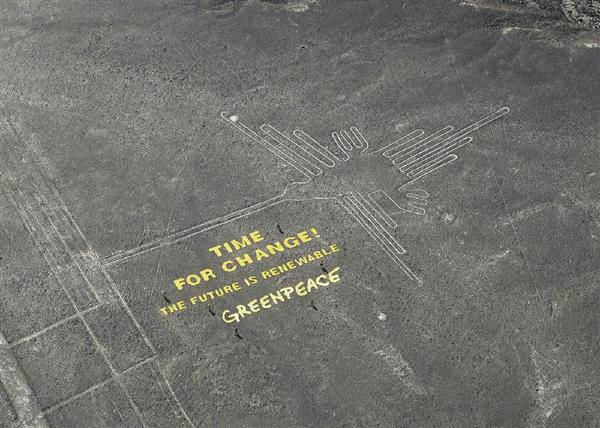 TIME
FOR CHANGE!
THE FUTURE IS RENEWABLE
GREENPEACE